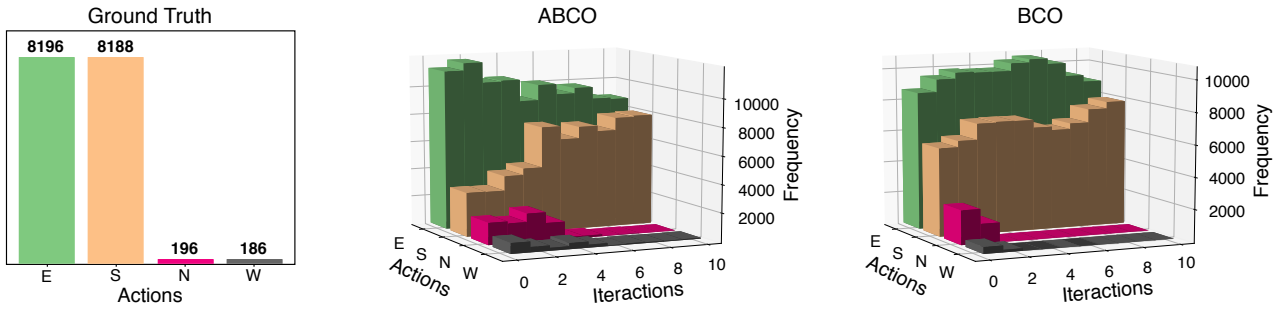 Ground Truth
8196
8188
196
186
E
S
N
W
Actions
ABCO
10000
8000
6000
4000
2000
Frequency
E
S
N
W
Actions
0
2
4
6
8
10
Iteractions
BCO
10000
8000
6000
4000
2000
Frequency
E
S
N
W
Actions
0
2
4
6
8
10
Iteractions